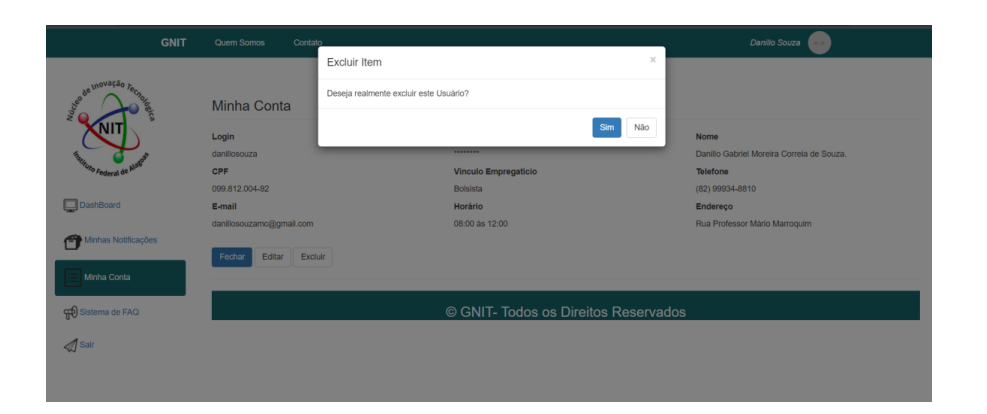 GNIT Quem Somos Contato Danilo Souza
Excluir Item ×
Deseja realmente excluir este Usuário?
Sim Não
Núcleo de Inovação Tecnológica
NIT
Instituto Federal de Alagoas
DashBoard
Minhas Notificações
Minha Conta
Sistema de FAQ
Sair
Minha Conta
Login Nome
danillosouza ******** Danillo Gabriel Moreira Correia de Souza.
CPF Vinculo Empregaticio Telefone
099.812.004-92 Bolsista (82) 99934-8810
E-mail Horário Endereço
danillosouzamc@gmail.com 08:00 às 12:00 Rua Professor Mário Marroquim
Fechar Editar Excluir
© GNIT- Todos os Direitos Reservados